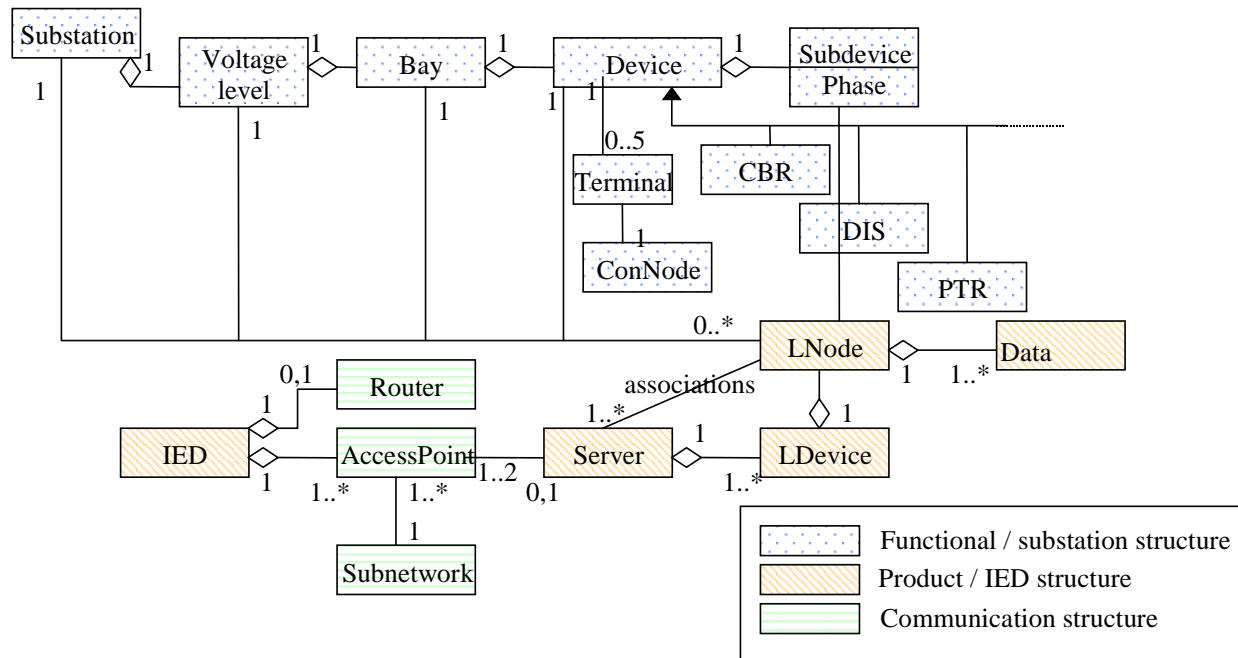 Substation
1
Voltage
level
1
Bay
1
Device
1
Subdevice
Phase
1
1
1
1
1
0..5
Terminal
CBR
1
DIS
ConNode
PTR
0..*
LNode
Data
1
1..*
0,1
Router
associations
1
1..*
1
IED
AccessPoint
Server
1
LDevice
1
1..*
1..*
1..2
0,1
1..*
1
Subnetwork
Functional / substation structure
Product / IED structure
Communication structure